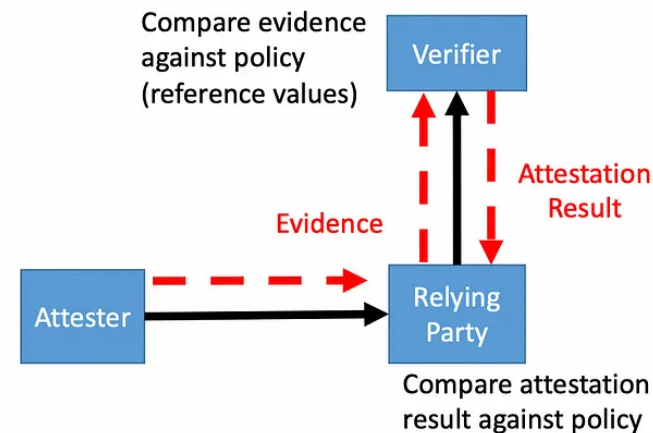 Compare evidence
against policy
(reference values)
Verifier
Attestation
Result
Evidence
Attester
Relying
Party
Compare attestation
result against policy